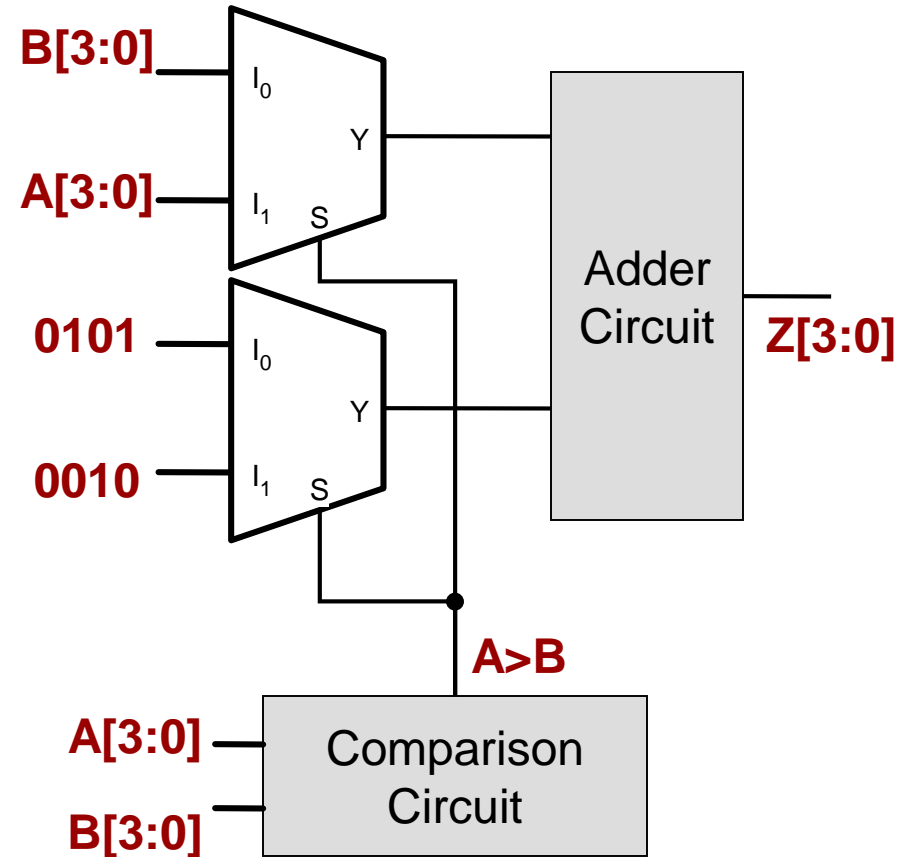 B[3:0]
I0
Y
A[3:0]
I1
S
Adder
Circuit
Z[3:0]
0101
I0
Y
0010
I1
S
A>B
A[3:0]
Comparison
Circuit
B[3:0]